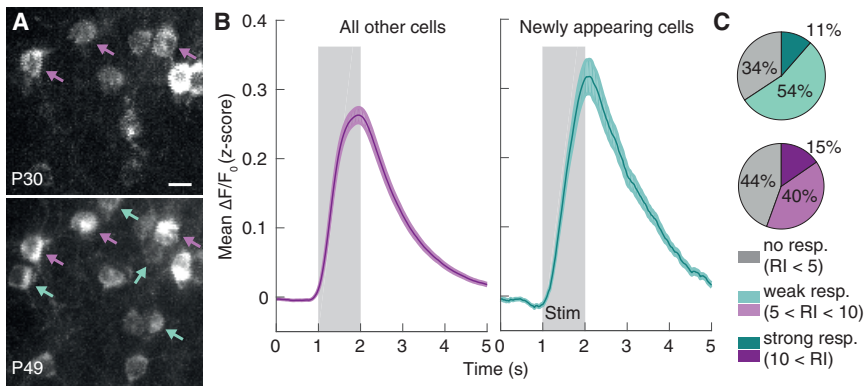 A
P30
P49
B
All other cells
Newly appearing cells
Mean ΔF/F0 (z-score)
0.4
0.3
0.2
0.1
0
Stim
0 1 2 3 4 5
0 1 2 3 4 5
Time (s)
C
11%
34%
54%
15%
44%
40%
no resp.
(RI < 5)
weak resp.
(5 < RI < 10)
strong resp.
(10 < RI)